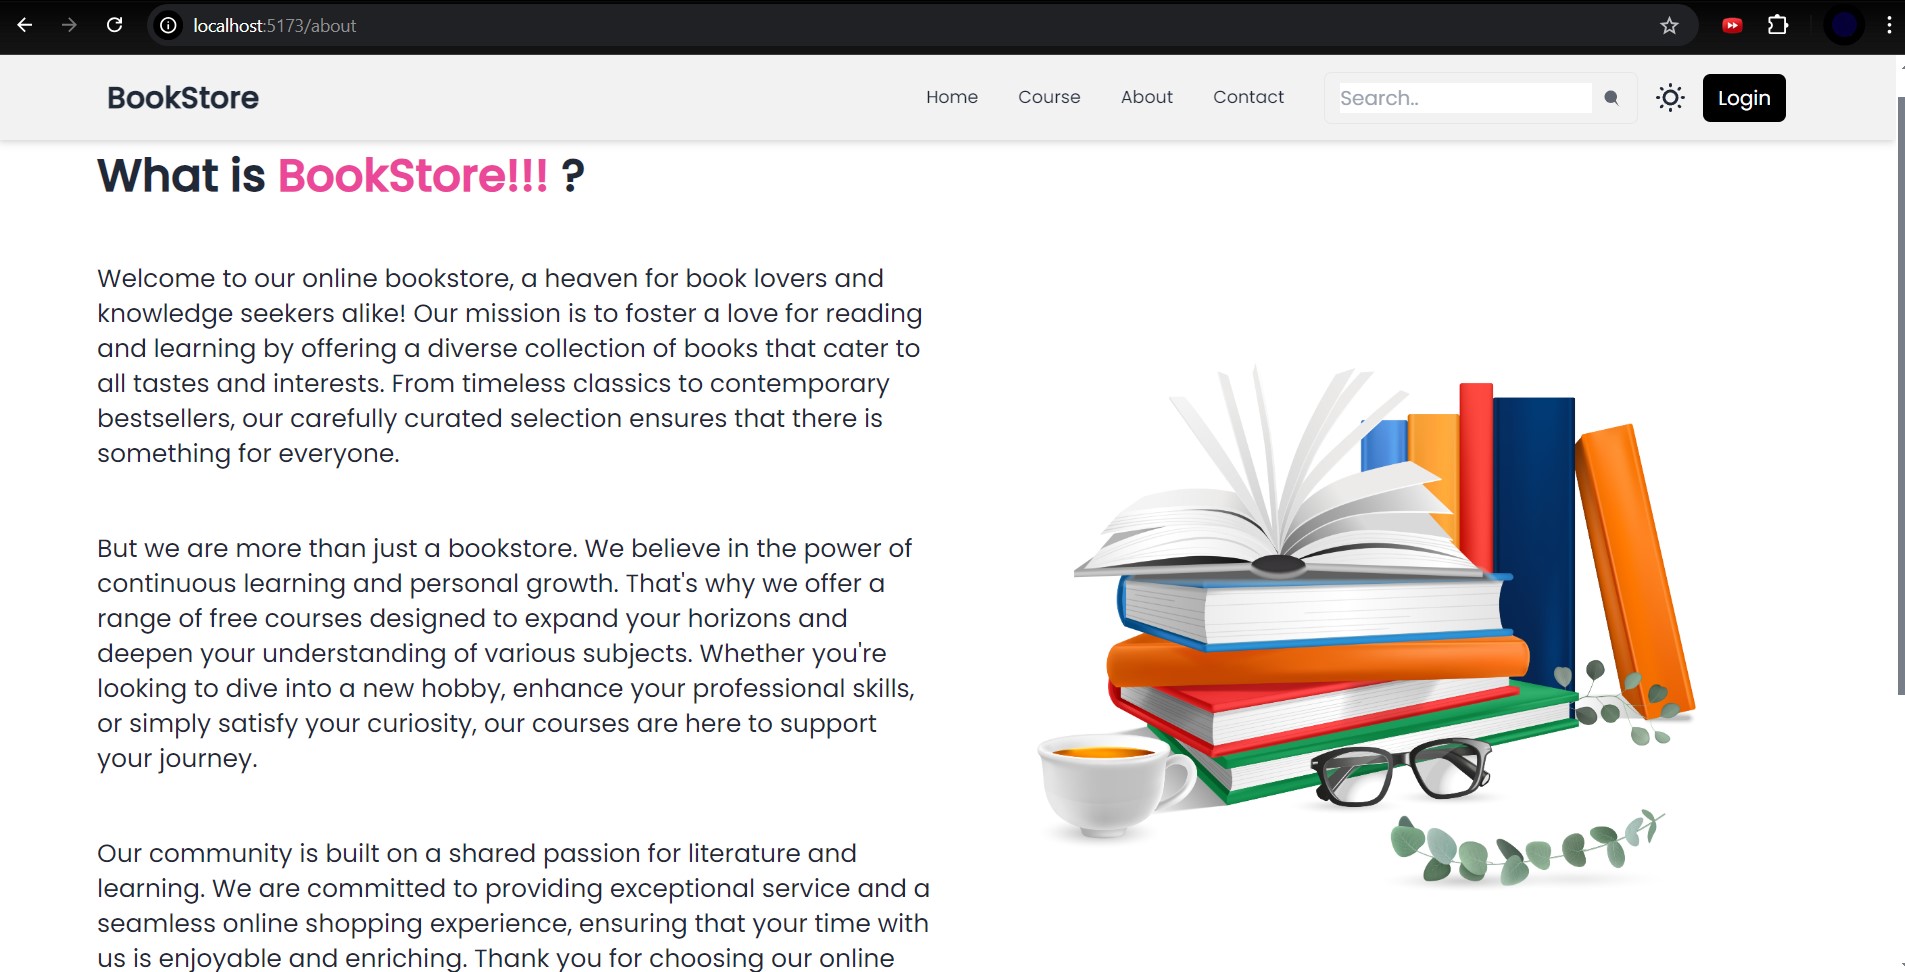 localhost:5173/about
BookStore
Home Course About Contact Search.. Login
What is BookStore!!! ?
Welcome to our online bookstore, a heaven for book lovers and
knowledge seekers alike! Our mission is to foster a love for reading
and learning by offering a diverse collection of books that cater to
all tastes and interests. From timeless classics to contemporary
bestsellers, our carefully curated selection ensures that there is
something for everyone.
But we are more than just a bookstore. We believe in the power of
continuous learning and personal growth. That's why we offer a
range of free courses designed to expand your horizons and
deepen your understanding of various subjects. Whether you're
looking to dive into a new hobby, enhance your professional skills,
or simply satisfy your curiosity, our courses are here to support
your journey.
Our community is built on a shared passion for literature and
learning. We are committed to providing exceptional service and a
seamless online shopping experience, ensuring that your time with
us is enjoyable and enriching. Thank you for choosing our online